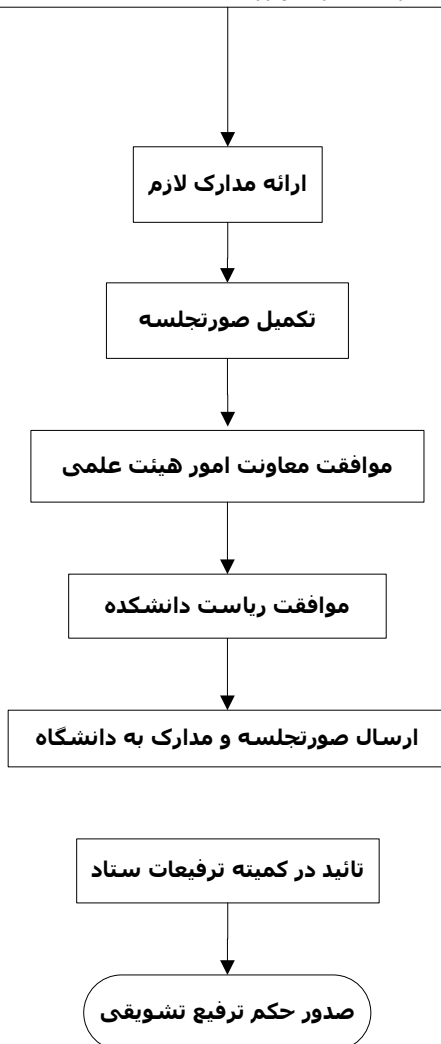 ارائه مدارک لازم
تکمیل صورتجلسه
موافقت معاونت امور هیئت علمی
موافقت ریاست دانشکده
ارسال صورتجلسه و مدارک به دانشگاه
تائید در کمیته ترفیعات ستاد
صدور حکم ترفیع تشویقی